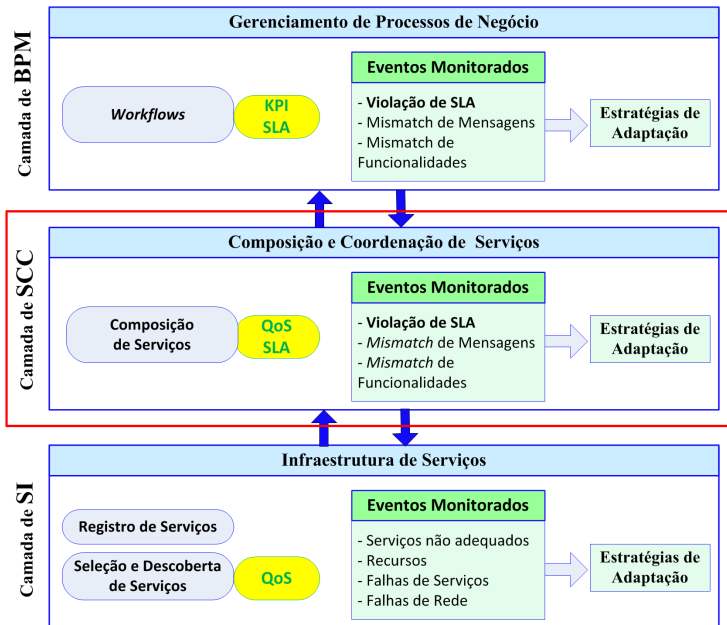 Camada de BPM
Gerenciamento de Processos de Negócio
Workflows
KPI
SLA
Eventos Monitorados
- Violação de SLA
- Mismatch de Mensagens
- Mismatch de
Funcionalidades
Estratégias de
Adaptação
Camada de SCC
Composição e Coordenação de Serviços
Composição
de Serviços
QoS
SLA
Eventos Monitorados
- Violação de SLA
- Mismatch de Mensagens
- Mismatch de
Funcionalidades
Estratégias de
Adaptação
Camada de SI
Infraestrutura de Serviços
Registro de Serviços
Seleção e Descoberta
de Serviços
QoS
Eventos Monitorados
- Serviços não adequados
- Recursos
- Falhas de Serviços
- Falhas de Rede
Estratégias de
Adaptação